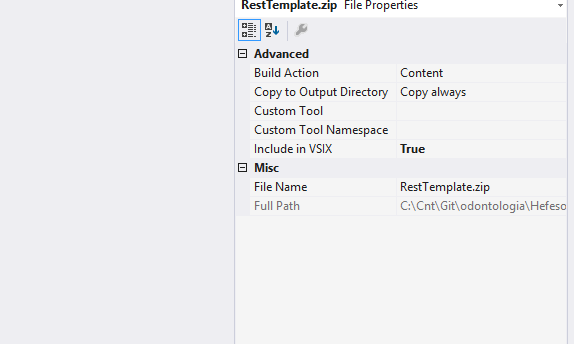 RestTemplate.zip File Properties
Advanced
Build Action Content
Copy to Output Directory Copy always
Custom Tool
Custom Tool Namespace
Include in VSIX True
Misc
File Name RestTemplate.zip
Full Path C:\Cnt\Git\odontologia\Hefeso